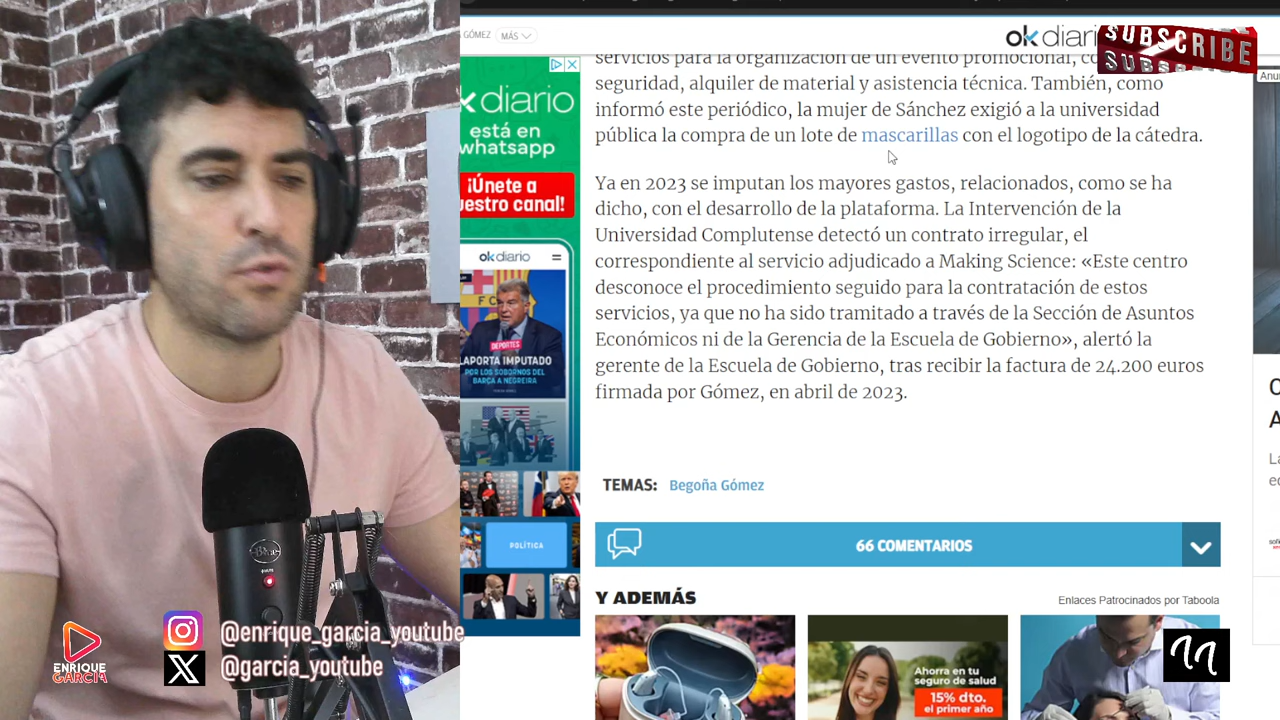 GÓMEZ
MÁS
okdiari
SUBSCRIBE
servicios para la organización de un evento promocional, co
seguridad, alquiler de material y asistencia técnica. También, como
informó este periódico, la mujer de Sánchez exigió a la universidad
pública la compra de un lote de mascarillas con el logotipo de la cátedra.
Ya en 2023 se imputan los mayores gastos, relacionados, como se ha
dicho, con el desarrollo de la plataforma. La Intervención de la
Universidad Complutense detectó un contrato irregular, el
correspondiente al servicio adjudicado a Making Science: «Este centro
desconoce el procedimiento seguido para la contratación de estos
servicios, ya que no ha sido tramitado a través de la Sección de Asuntos
Económicos ni de la Gerencia de la Escuela de Gobierno», alertó la
gerente de la Escuela de Gobierno, tras recibir la factura de 24.200 euros
firmada por Gómez, en abril de 2023.
TEMAS: Begoña Gómez
66 COMENTARIOS
Y ADEMÁS
Enlaces Patrocinados por Taboola
Ahorra en tu
seguro de salud
15% dto.
el primer año
kdiario
está en
whatsapp
¡Únete a
uestro canal!
okdiario
DEPORTES
LAPORTA IMPUTADO
POR LOS SOBORNOS DEL
BARÇA A NEGREIRA
POLÍTICA
Anu
@enrique_garcia_youtube
@garcia_youtube
ENRIQUE
GARCIA
Blue